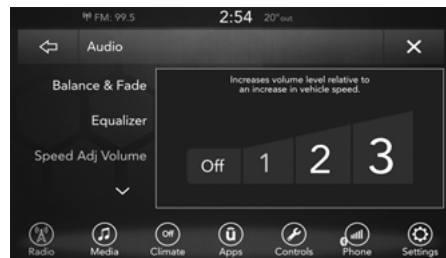 FM: 99.5
2:54
20°out
Audio
X
Balance & Fade
Increases volume level relative to
an increase in vehicle speed.
Equalizer
Speed Adj Volume
Off 1 2 3
Off
Radio Media Climate Apps Controls Phone Settings